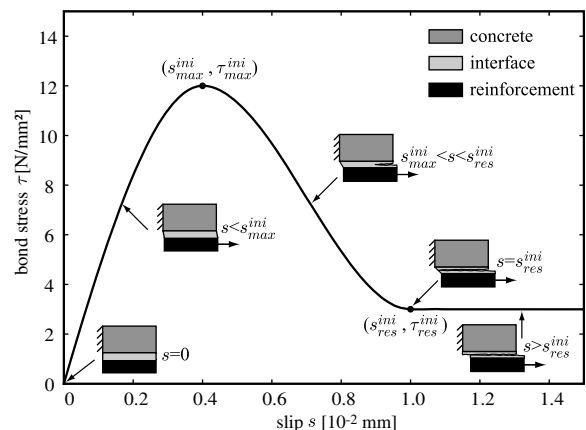 14
12
10
8
6
4
2
0
bond stress τ [N/mm²]
concrete
interface
reinforcement
(s_max^ini , τ_max^ini)
s_max^ini<s<s_res^ini
s<s_max^ini
s=s_res^ini
(s_res^ini , τ_res^ini)
s>s_res^ini
s=0
0 0.2 0.4 0.6 0.8 1.0 1.2 1.4
slip s [10⁻² mm]